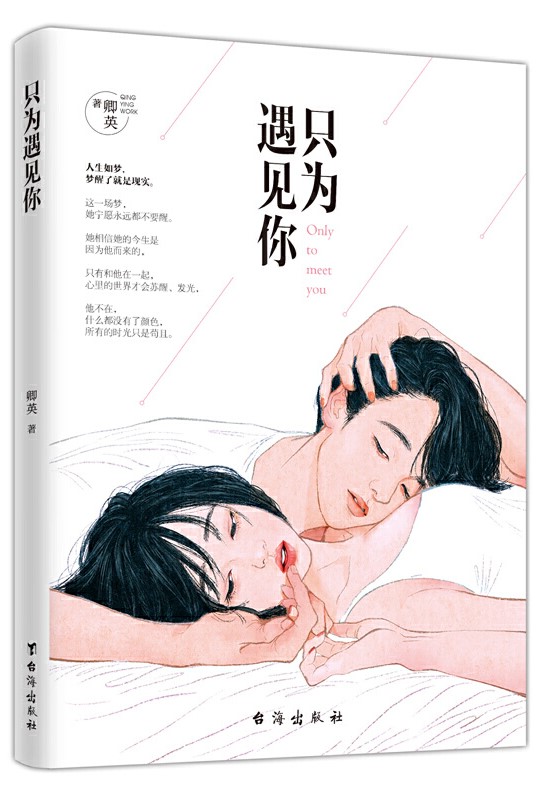 只为遇见你
卿英 著
台海出版社
著 卿英
QING
YING
WORK
只为
遇见你
Only
to
meet
you
人生如梦，
梦醒了就是现实。
这一场梦，
她宁愿永远都不要醒。
她相信她的今生是
因为他而来的，
只有和他在一起，
心里的世界才会苏醒、发光，
他不在，
什么都没有了颜色，
所有的时光只是苟且。
台海出版社